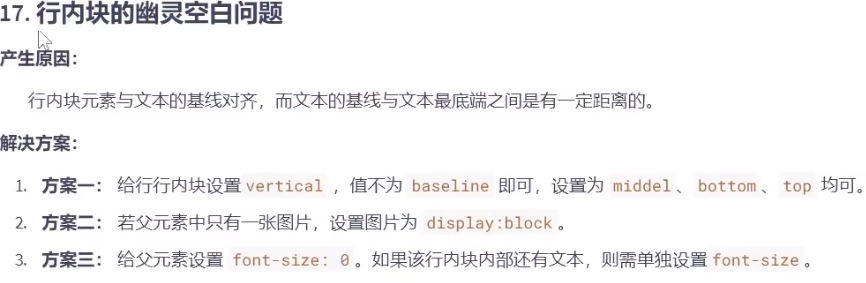 17. 行内块的幽灵空白问题
产生原因：
行内块元素与文本的基线对齐，而文本的基线与文本最底端之间是有一定距离的。
解决方案：
1. 方案一： 给行行内块设置 vertical ，值不为 baseline 即可，设置为 middel 、 bottom 、 top 均可。
2. 方案二： 若父元素中只有一张图片，设置图片为 display:block 。
3. 方案三： 给父元素设置 font-size: 0 。如果该行内块内部还有文本，则需单独设置 font-size 。